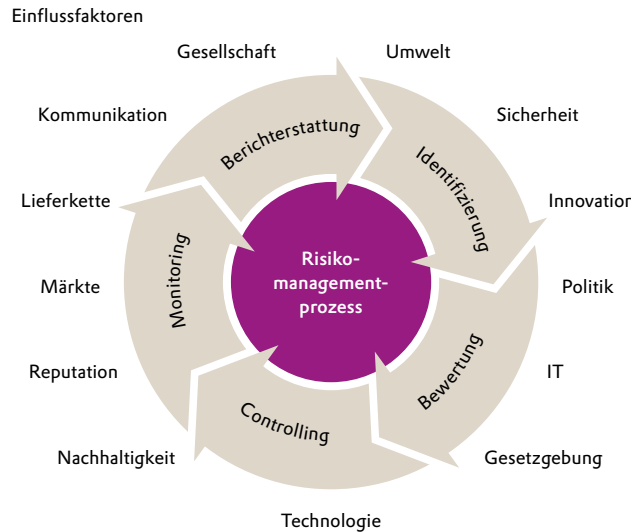 Einflussfaktoren
Gesellschaft
Umwelt
Kommunikation
Sicherheit
Berichterstattung
Identifizierung
Lieferkette
Innovation
Risiko-
management-
prozess
Monitoring
Märkte
Politik
Reputation
IT
Bewertung
Controlling
Nachhaltigkeit
Gesetzgebung
Technologie